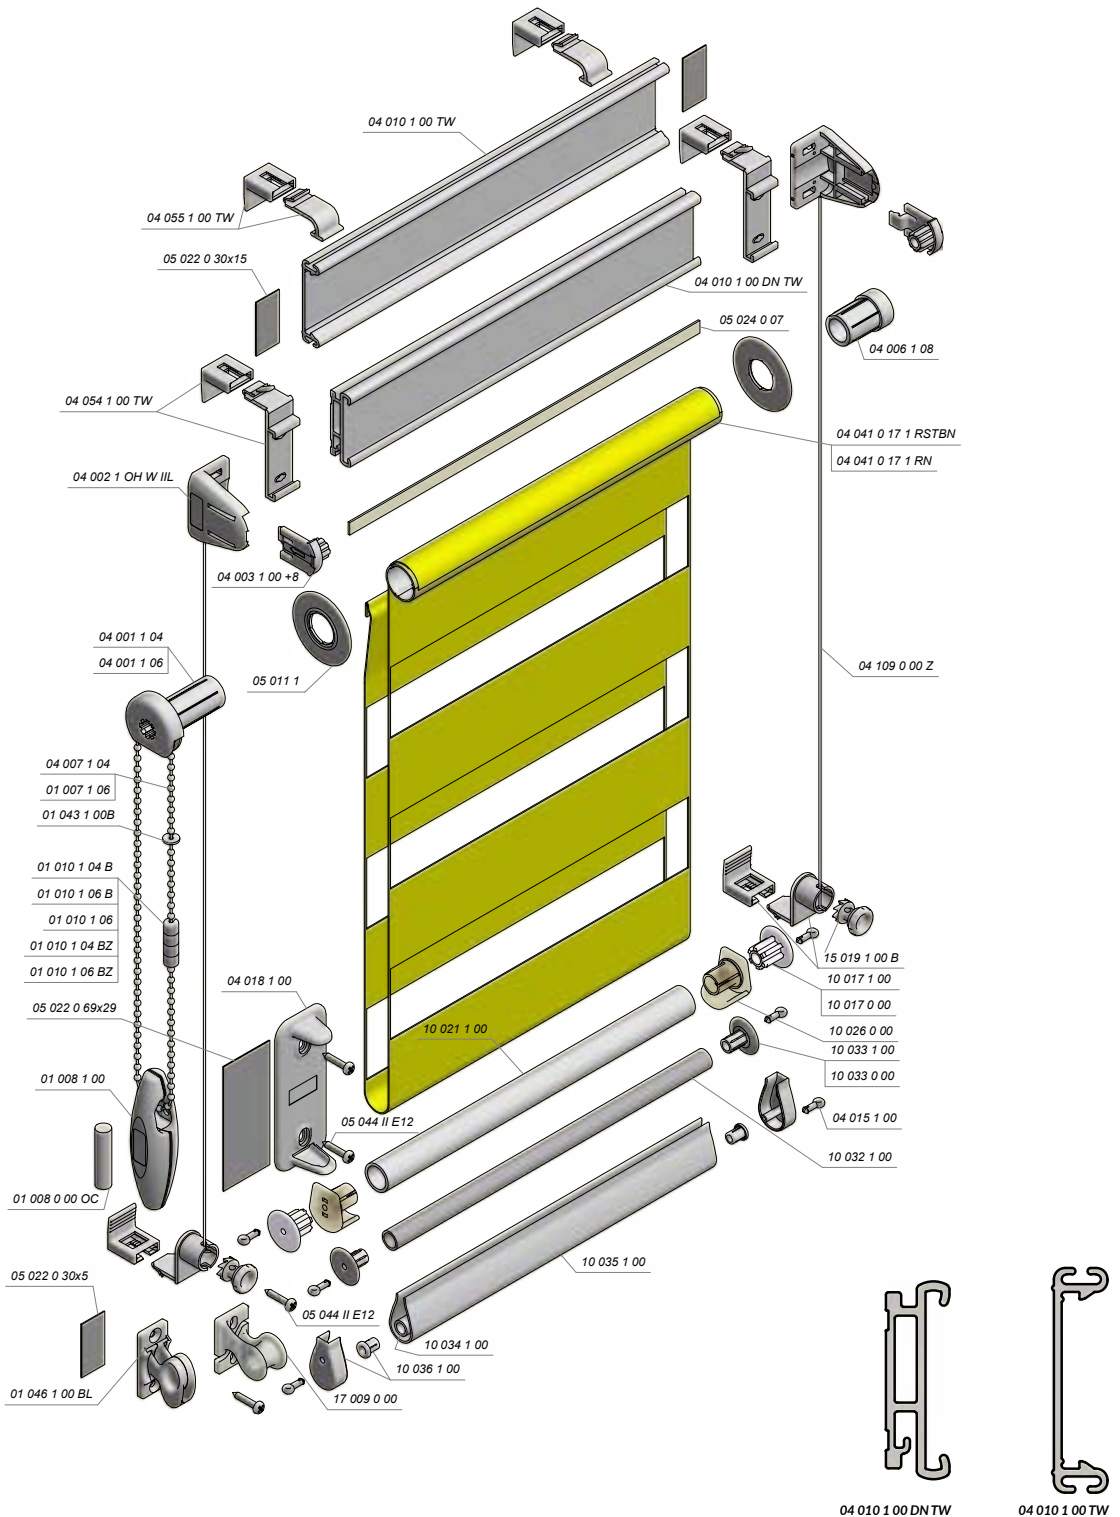 04 010 1 00 TW
04 055 1 00 TW
05 022 0 30x15
04 010 1 00 DN TW
05 024 0 07
04 006 1 08
04 054 1 00 TW
04 041 0 17 1 RSTBN
04 041 0 17 1 RN
04 002 1 OH W IIL
04 003 1 00 +8
04 001 1 04
04 001 1 06
05 011 1
04 109 0 00 Z
04 007 1 04
01 007 1 06
01 043 1 00B
01 010 1 04 B
01 010 1 06 B
01 010 1 06
01 010 1 04 BZ
01 010 1 06 BZ
15 019 1 00 B
04 018 1 00
10 017 1 00
10 017 0 00
05 022 0 69x29
10 021 1 00
10 026 0 00
10 033 1 00
10 033 0 00
01 008 1 00
05 044 II E12
04 015 1 00
10 032 1 00
01 008 0 00 OC
10 035 1 00
05 022 0 30x5
05 044 II E12
10 034 1 00
10 036 1 00
01 046 1 00 BL
17 009 0 00
04 010 1 00 DN TW
04 010 1 00 TW